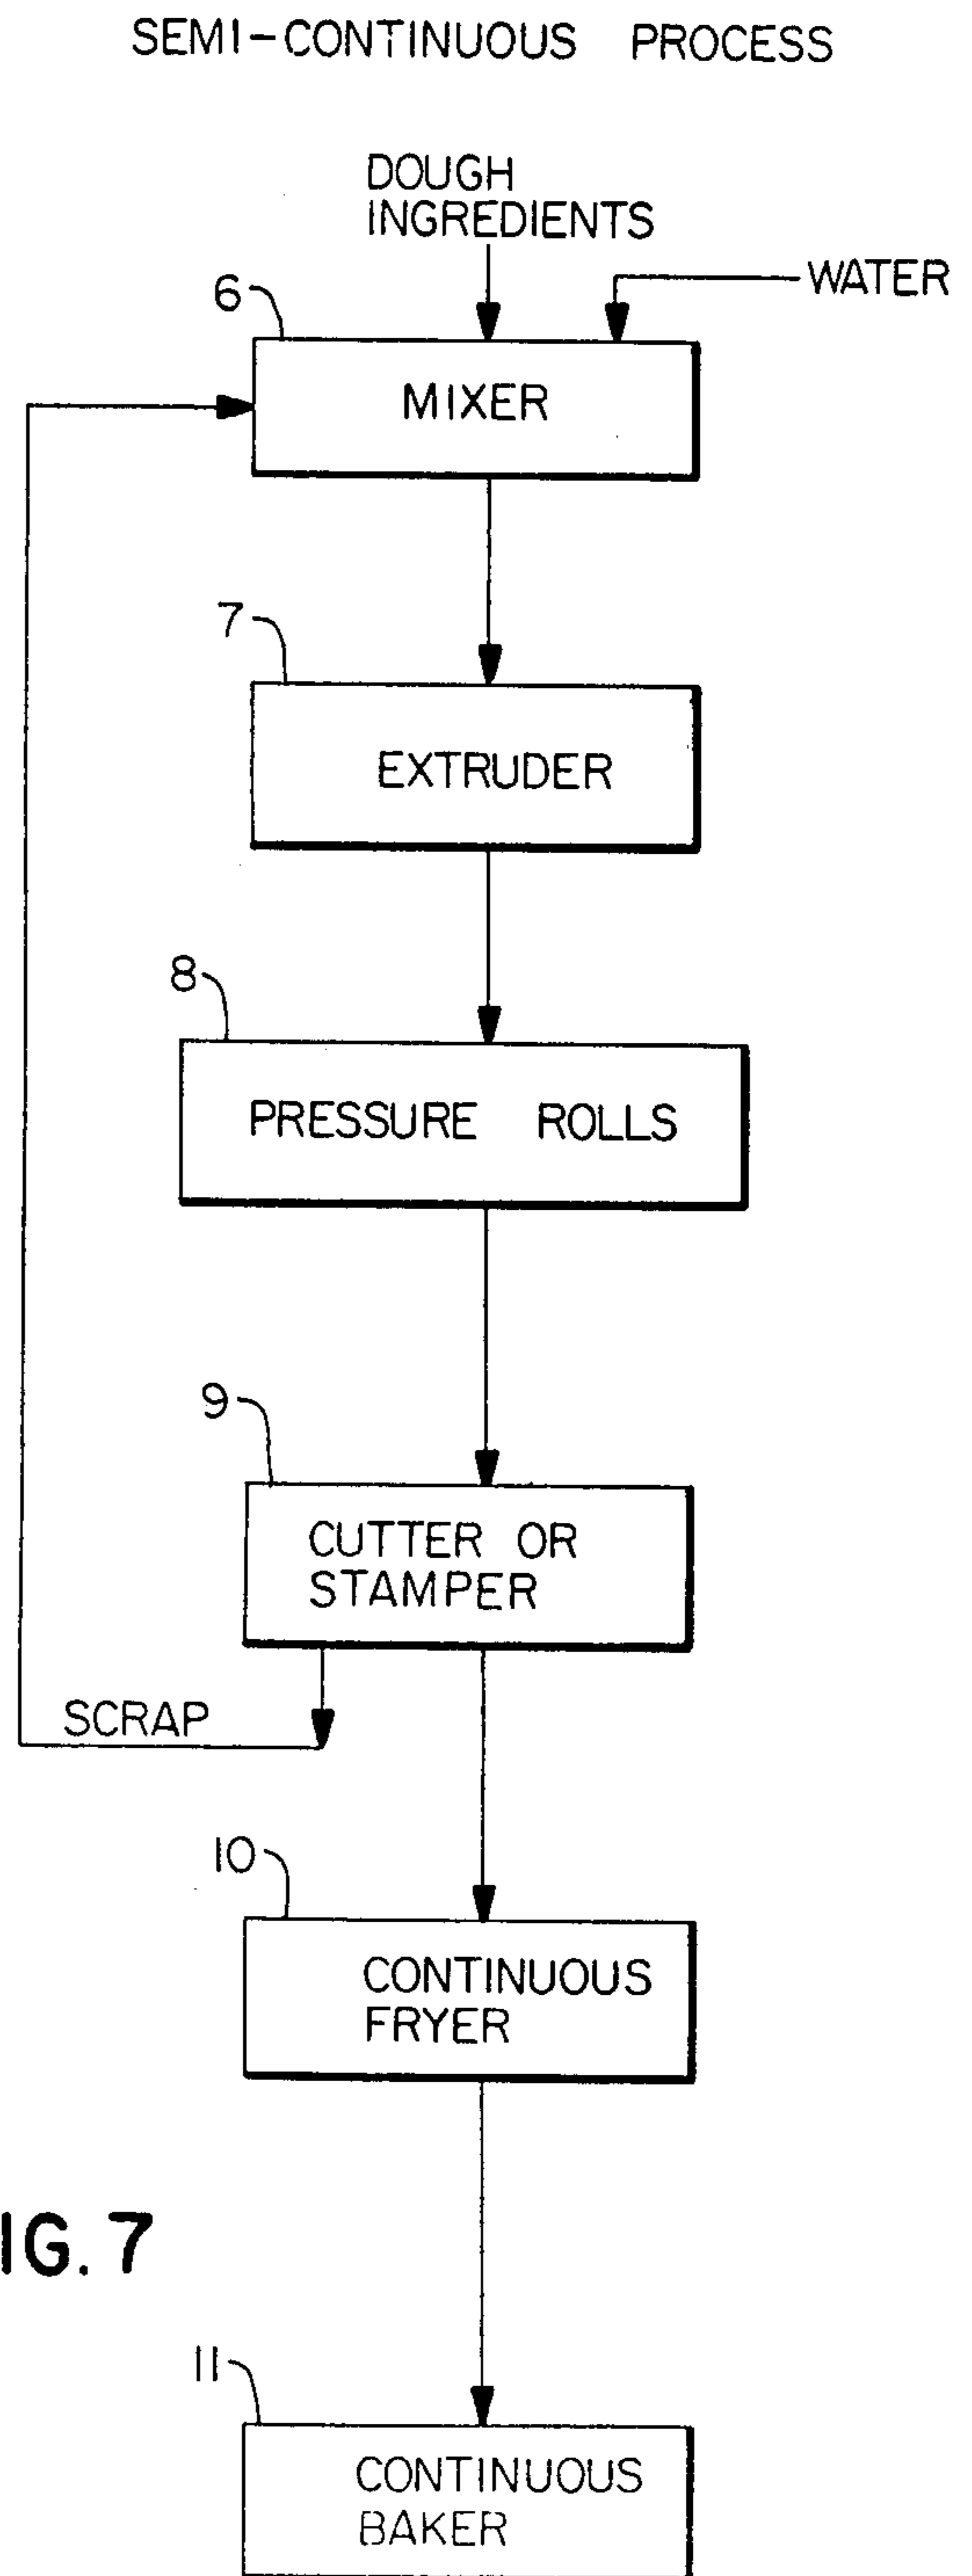 SEMI-CONTINUOUS PROCESS
DOUGH
INGREDIENTS
WATER
6
MIXER
7
EXTRUDER
8
PRESSURE ROLLS
9
CUTTER OR
STAMPER
SCRAP
10
CONTINUOUS
FRYER
IG. 7
11
CONTINUOUS
BAKER